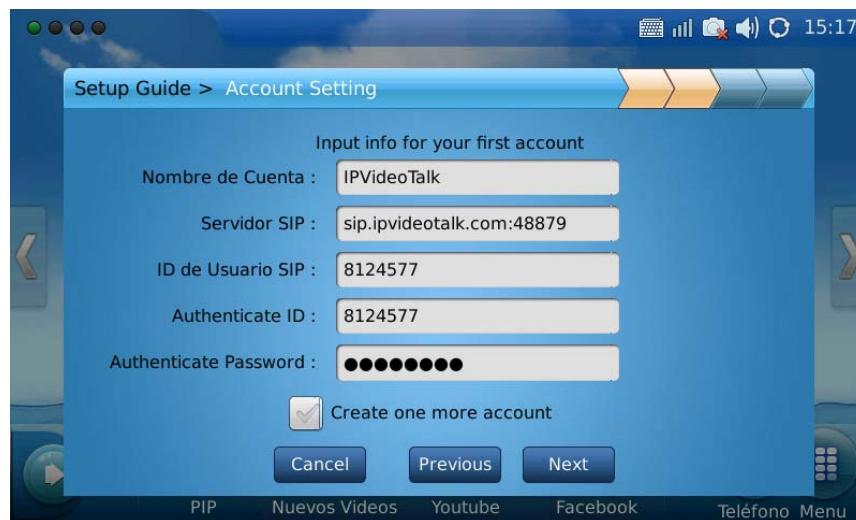 15:17
Setup Guide > Account Setting
Input info for your first account
Nombre de Cuenta : IPVideoTalk
Servidor SIP : sip.ipvideotalk.com:48879
ID de Usuario SIP : 8124577
Authenticate ID : 8124577
Authenticate Password : ●●●●●●●●
Create one more account
Cancel Previous Next
PIP Nuevos Videos Youtube Facebook Teléfono Menu